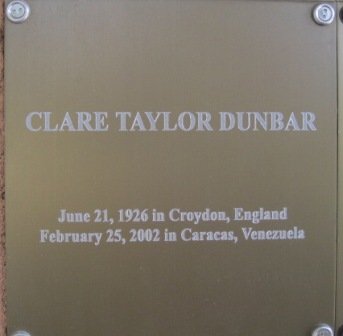 CLARE TAYLOR DUNBAR
June 21, 1926 in Croydon, England
February 25, 2002 in Caracas, Venezuela